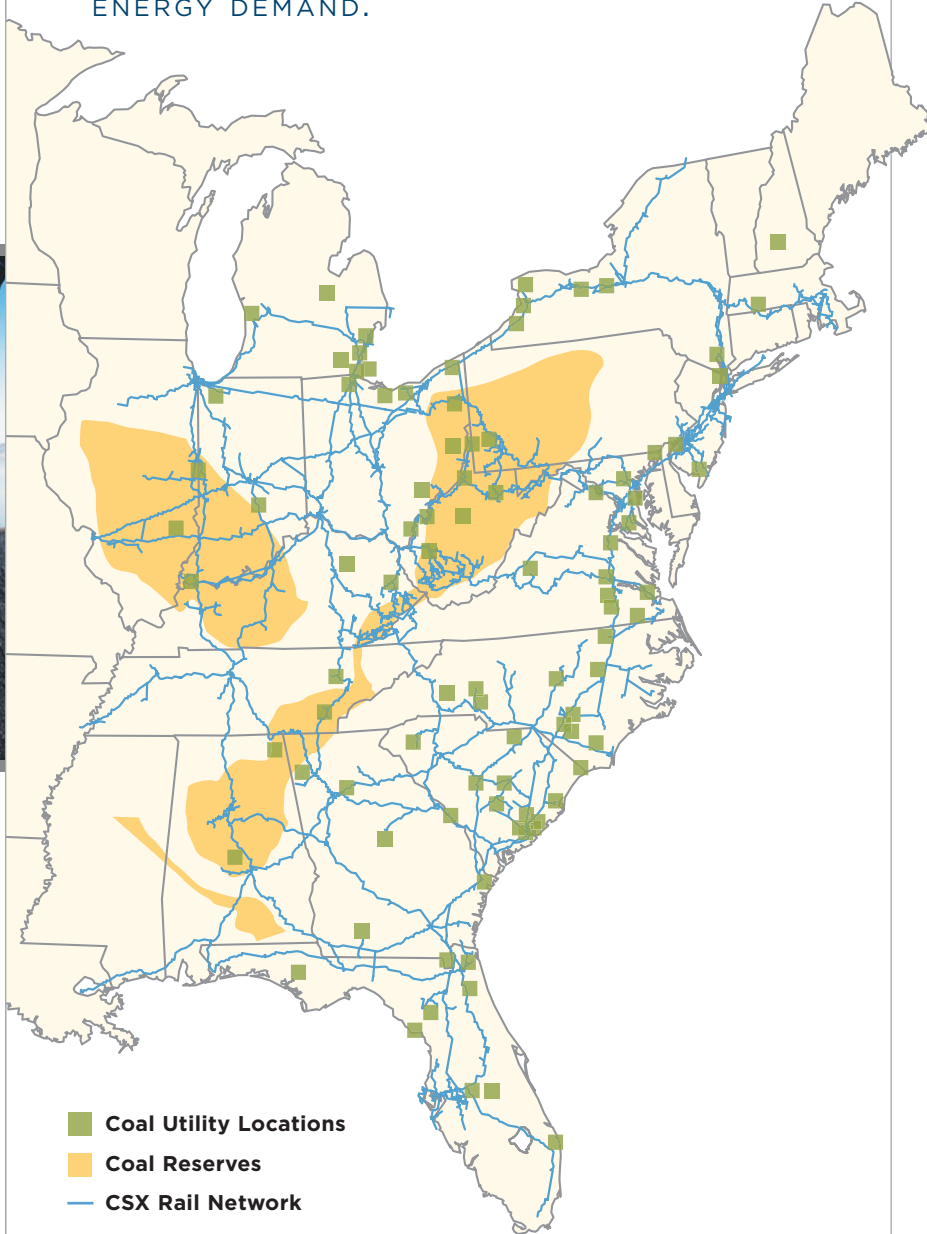 ENERGY DEMAND.
Coal Utility Locations
Coal Reserves
CSX Rail Network